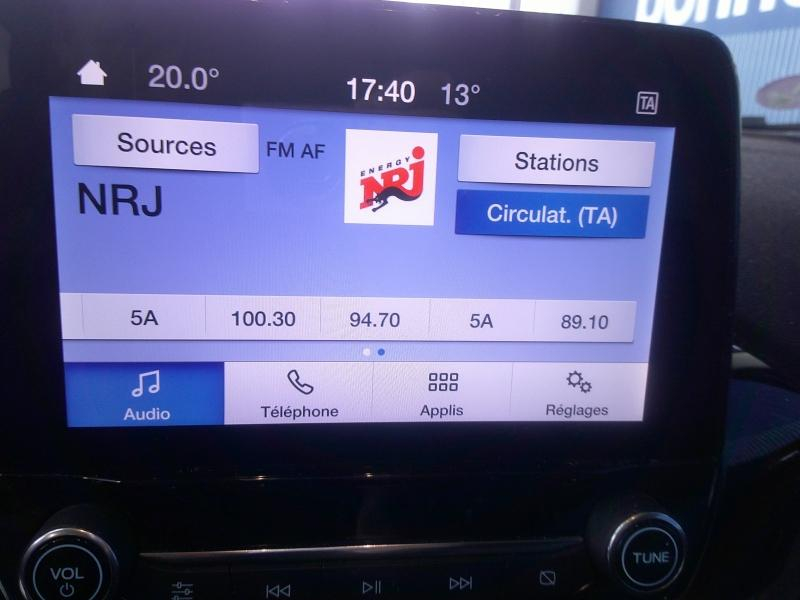 20.0° 17:40 13° TA
Sources FM AF ENERGY NRJ Stations
NRJ Circulat. (TA)
5A 100.30 94.70 5A 89.10
Audio Téléphone Applis Réglages
VOL TUNE